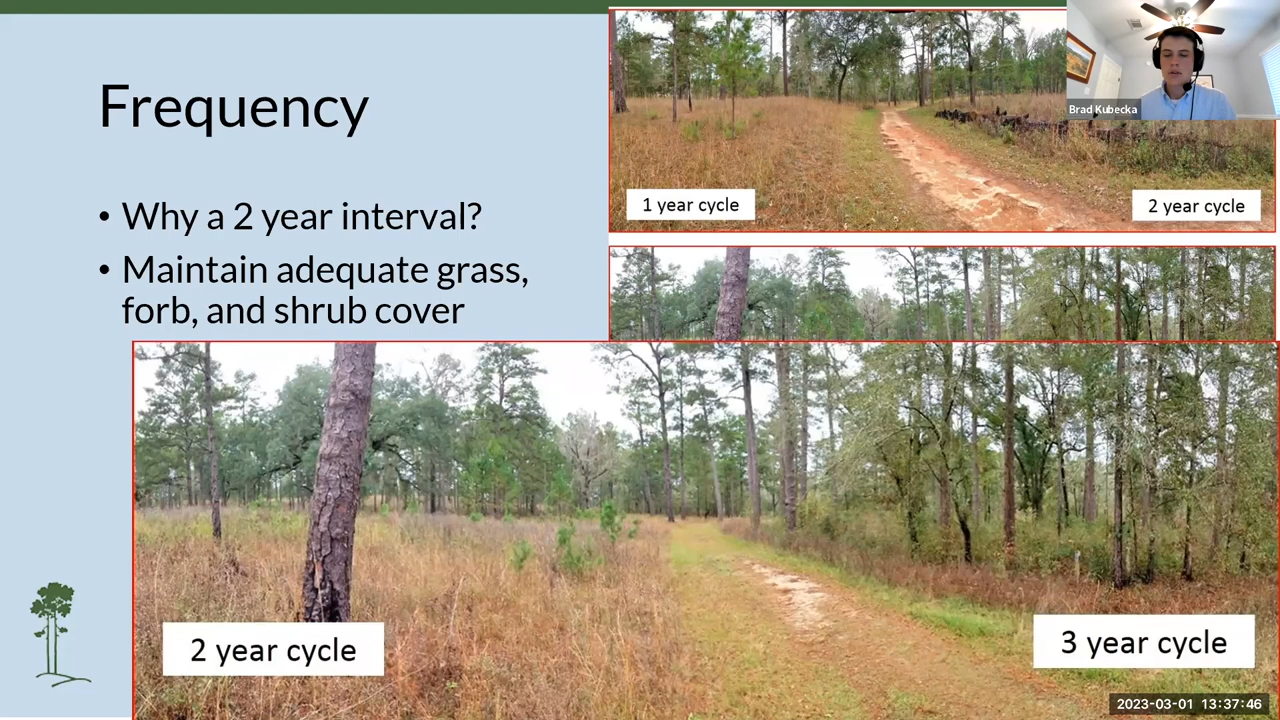 Frequency
• Why a 2 year interval?
• Maintain adequate grass,
forb, and shrub cover
1 year cycle
2 year cycle
Brad Kubecka
2 year cycle
3 year cycle
2023-03-01 13:37:46